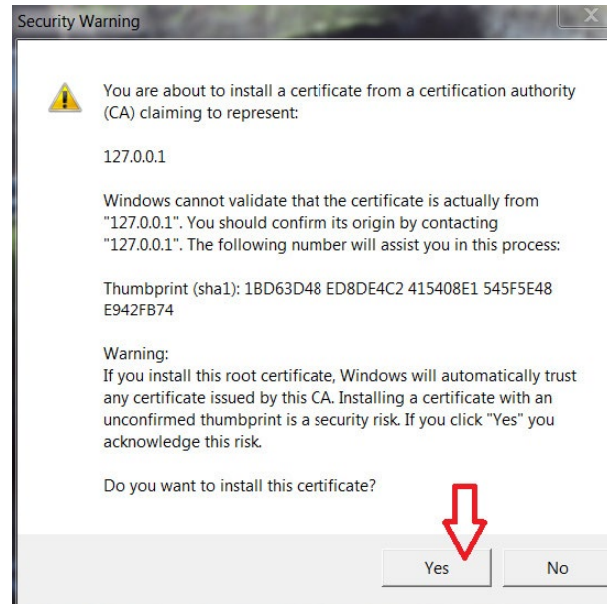 Security Warning
You are about to install a certificate from a certification authority
(CA) claiming to represent:
127.0.0.1
Windows cannot validate that the certificate is actually from
"127.0.0.1". You should confirm its origin by contacting
"127.0.0.1". The following number will assist you in this process:
Thumbprint (sha1): 1BD63D48 ED8DE4C2 415408E1 545F5E48
E942FB74
Warning:
If you install this root certificate, Windows will automatically trust
any certificate issued by this CA. Installing a certificate with an
unconfirmed thumbprint is a security risk. If you click "Yes" you
acknowledge this risk.
Do you want to install this certificate?
Yes No